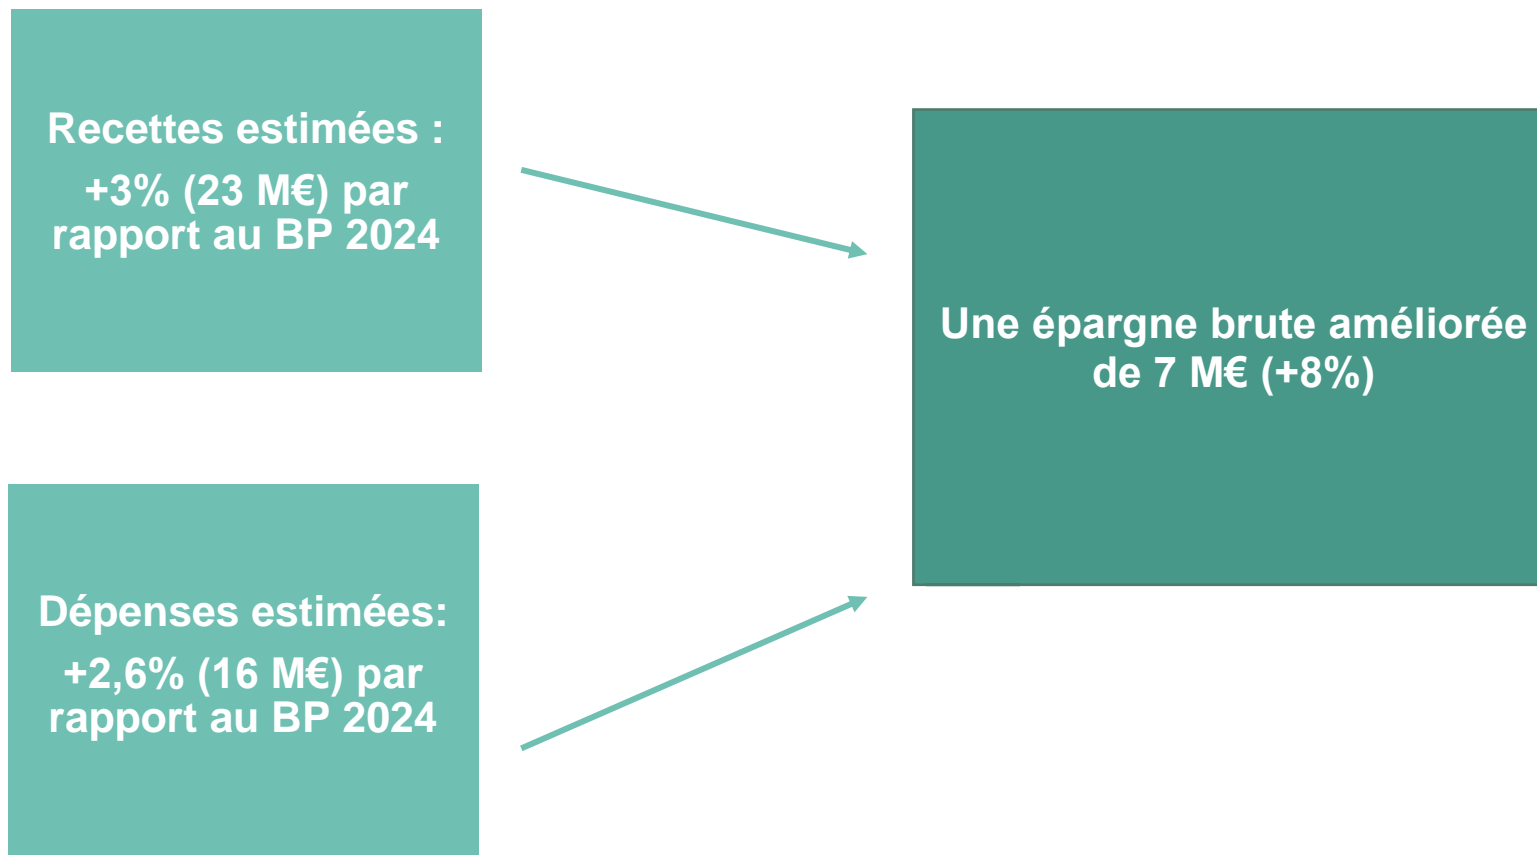 Recettes estimées :
+3% (23 M€) par
rapport au BP 2024
Une épargne brute améliorée
de 7 M€ (+8%)
Dépenses estimées:
+2,6% (16 M€) par
rapport au BP 2024